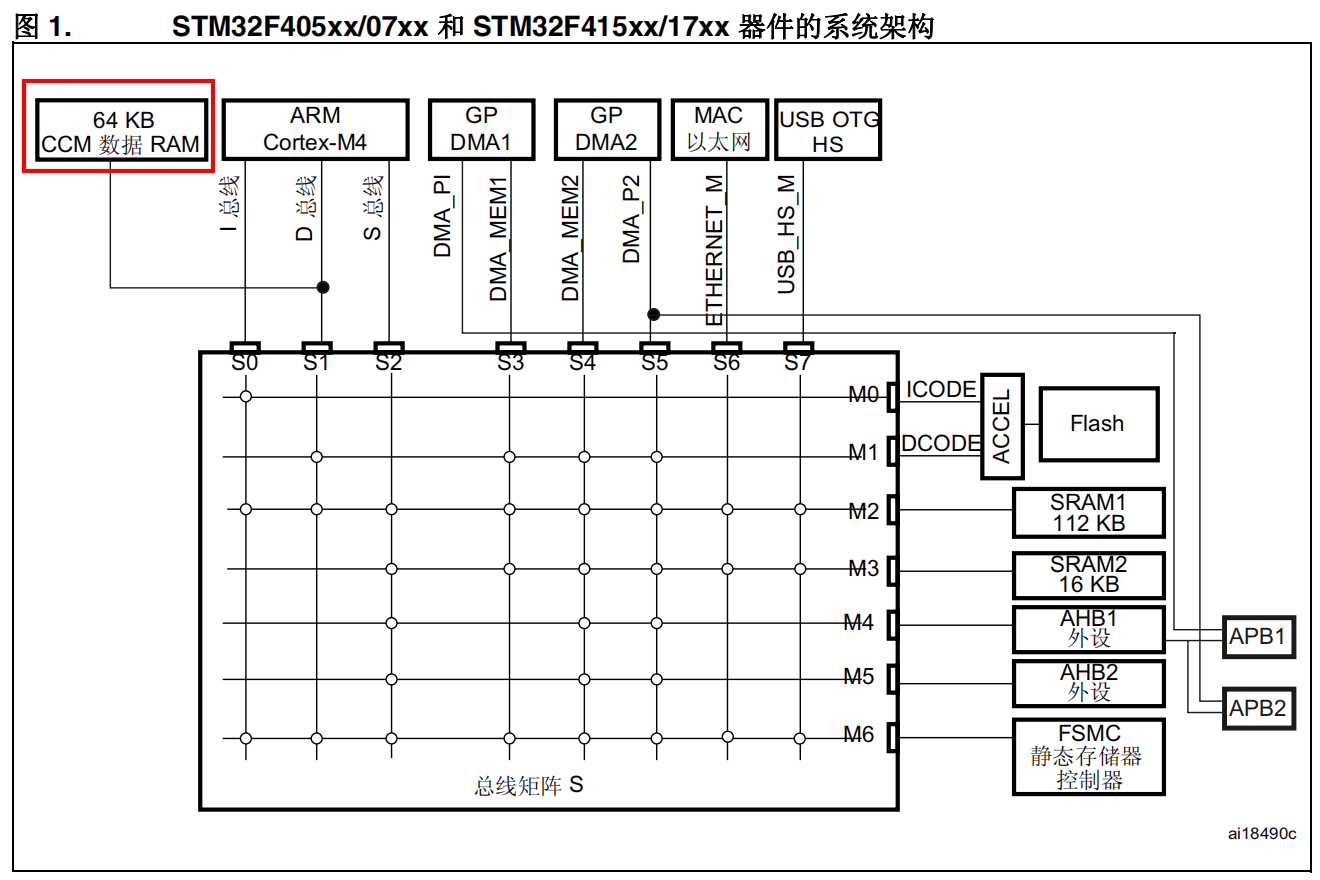 图 1. STM32F405xx/07xx 和 STM32F415xx/17xx 器件的系统架构
64 KB
CCM 数据 RAM
ARM
Cortex-M4
GP
DMA1
GP
DMA2
MAC
以太网
USB OTG
HS
I 总线
D 总线
S 总线
DMA_PI
DMA_MEM1
DMA_MEM2
DMA_P2
ETHERNET_M
USB_HS_M
S0 S1 S2 S3 S4 S5 S6 S7
M0
ICODE
ACCEL
Flash
M1
DCODE
M2
SRAM1
112 KB
M3
SRAM2
16 KB
M4
AHB1
外设
APB1
M5
AHB2
外设
APB2
M6
FSMC
静态存储器
控制器
总线矩阵 S
ai18490c